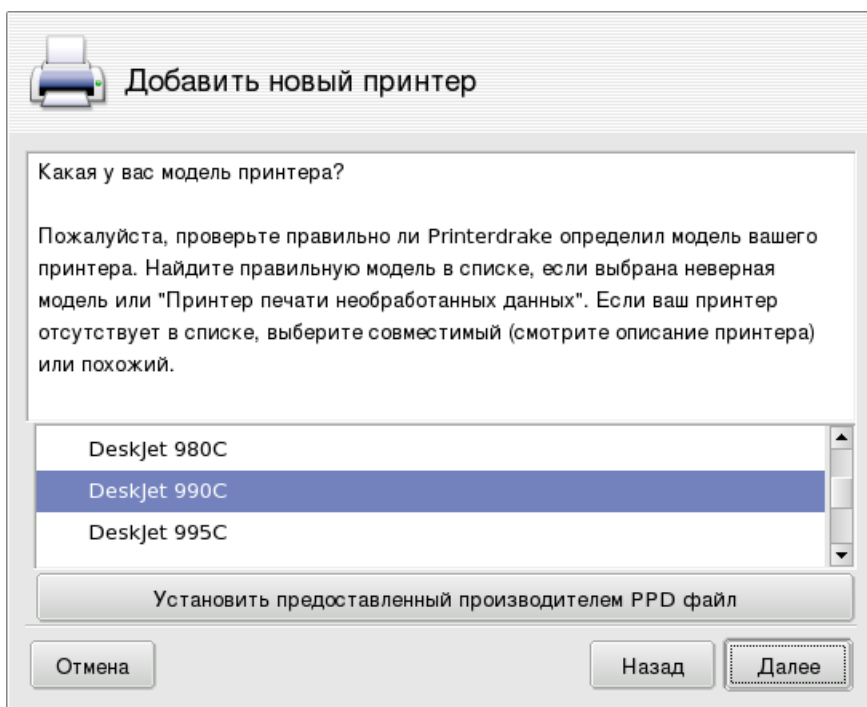 Добавить новый принтер
Какая у вас модель принтера?
Пожалуйста, проверьте правильно ли Printerdrake определил модель вашего
принтера. Найдите правильную модель в списке, если выбрана неверная
модель или "Принтер печати необработанных данных". Если ваш принтер
отсутствует в списке, выберите совместимый (смотрите описание принтера)
или похожий.
DeskJet 980C
DeskJet 990C
DeskJet 995C
Установить предоставленный производителем PPD файл
Отмена
Назад
Далее